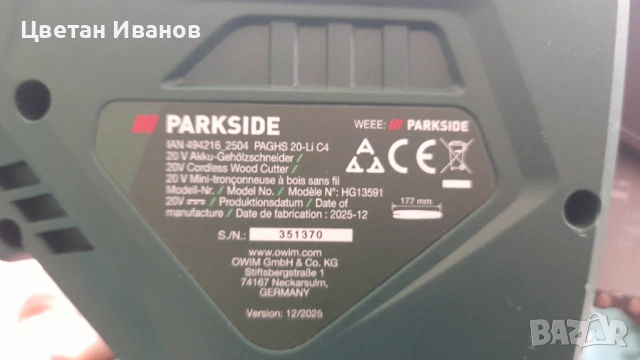 Цветан Иванов
PARKSIDE
WEEE: PARKSIDE
IAN 494216_2504 PAGHS 20-Li C4
20 V Akku-Gehölzschneider /
20V Cordless Wood Cutter /
20 V Mini-tronçonneuse à bois sans fil
Modell-Nr. / Model No. / Modèle N°: HG13591
20V / Produktionsdatum / Date of
manufacture / Date de fabrication : 2025-12
177 mm
S./N.: 351370
www.owim.com
OWIM GmbH & Co. KG
Stiftsbergstraße 1
74167 Neckarsulm,
GERMANY
Version: 12/2025
BAZAR